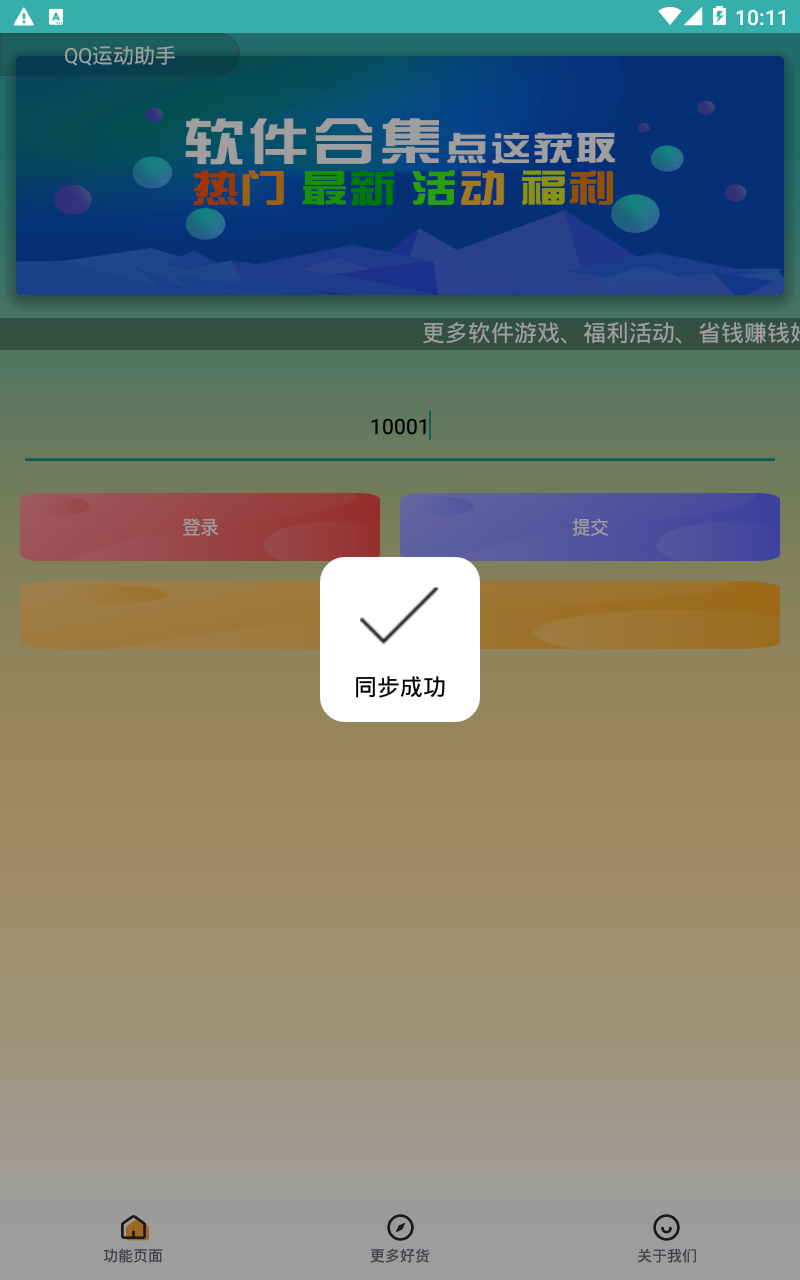 10:11
QQ运动助手
软件合集点这获取
热门 最新 活动 福利
更多软件游戏、福利活动、省钱赚钱
10001
登录
提交
同步成功
功能页面
更多好货
关于我们